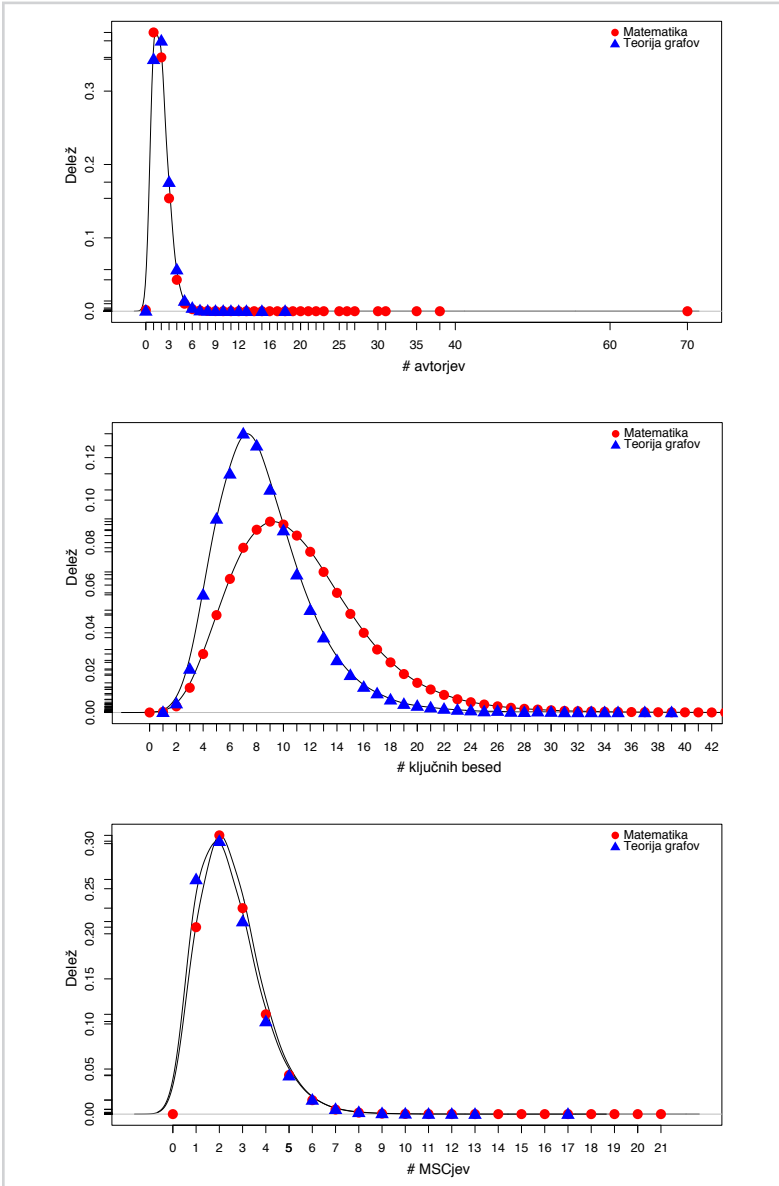 Matematika
Teorija grafov
Delež
0.0 0.1 0.2 0.3
0 3 6 9 12 16 20 25 30 35 40 60 70
# avtorjev
Matematika
Teorija grafov
Delež
0.00 0.02 0.04 0.06 0.08 0.10 0.12
0 2 4 6 8 10 12 14 16 18 20 22 24 26 28 30 32 34 36 38 40 42
# ključnih besed
Matematika
Teorija grafov
Delež
0.00 0.05 0.10 0.15 0.20 0.25 0.30
0 1 2 3 4 5 6 7 8 9 10 11 12 13 14 15 16 17 18 19 20 21
# MSCjev